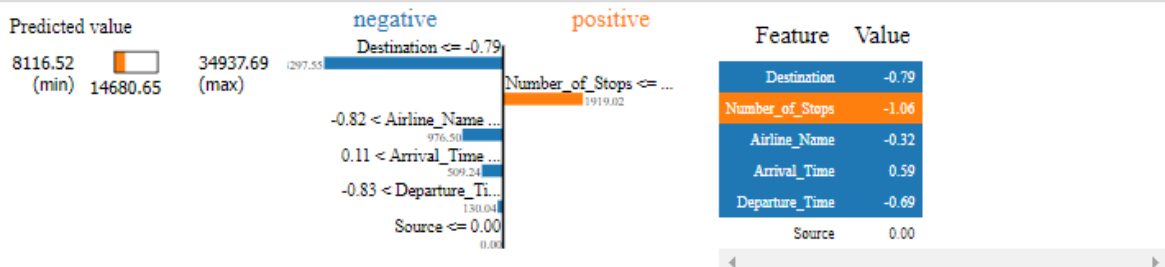 Predicted value
8116.52
(min)
14680.65
34937.69
(max)
negative
positive
Destination <= -0.79
297.55
Number_of_Stops <= ...
1919.02
-0.82 < Airline_Name ...
976.50
0.11 < Arrival_Time ...
509.24
-0.83 < Departure_Ti...
130.04
Source <= 0.00
0.00
Feature Value
Destination -0.79
Number_of_Stops -1.06
Airline_Name -0.32
Arrival_Time 0.59
Departure_Time -0.69
Source 0.00